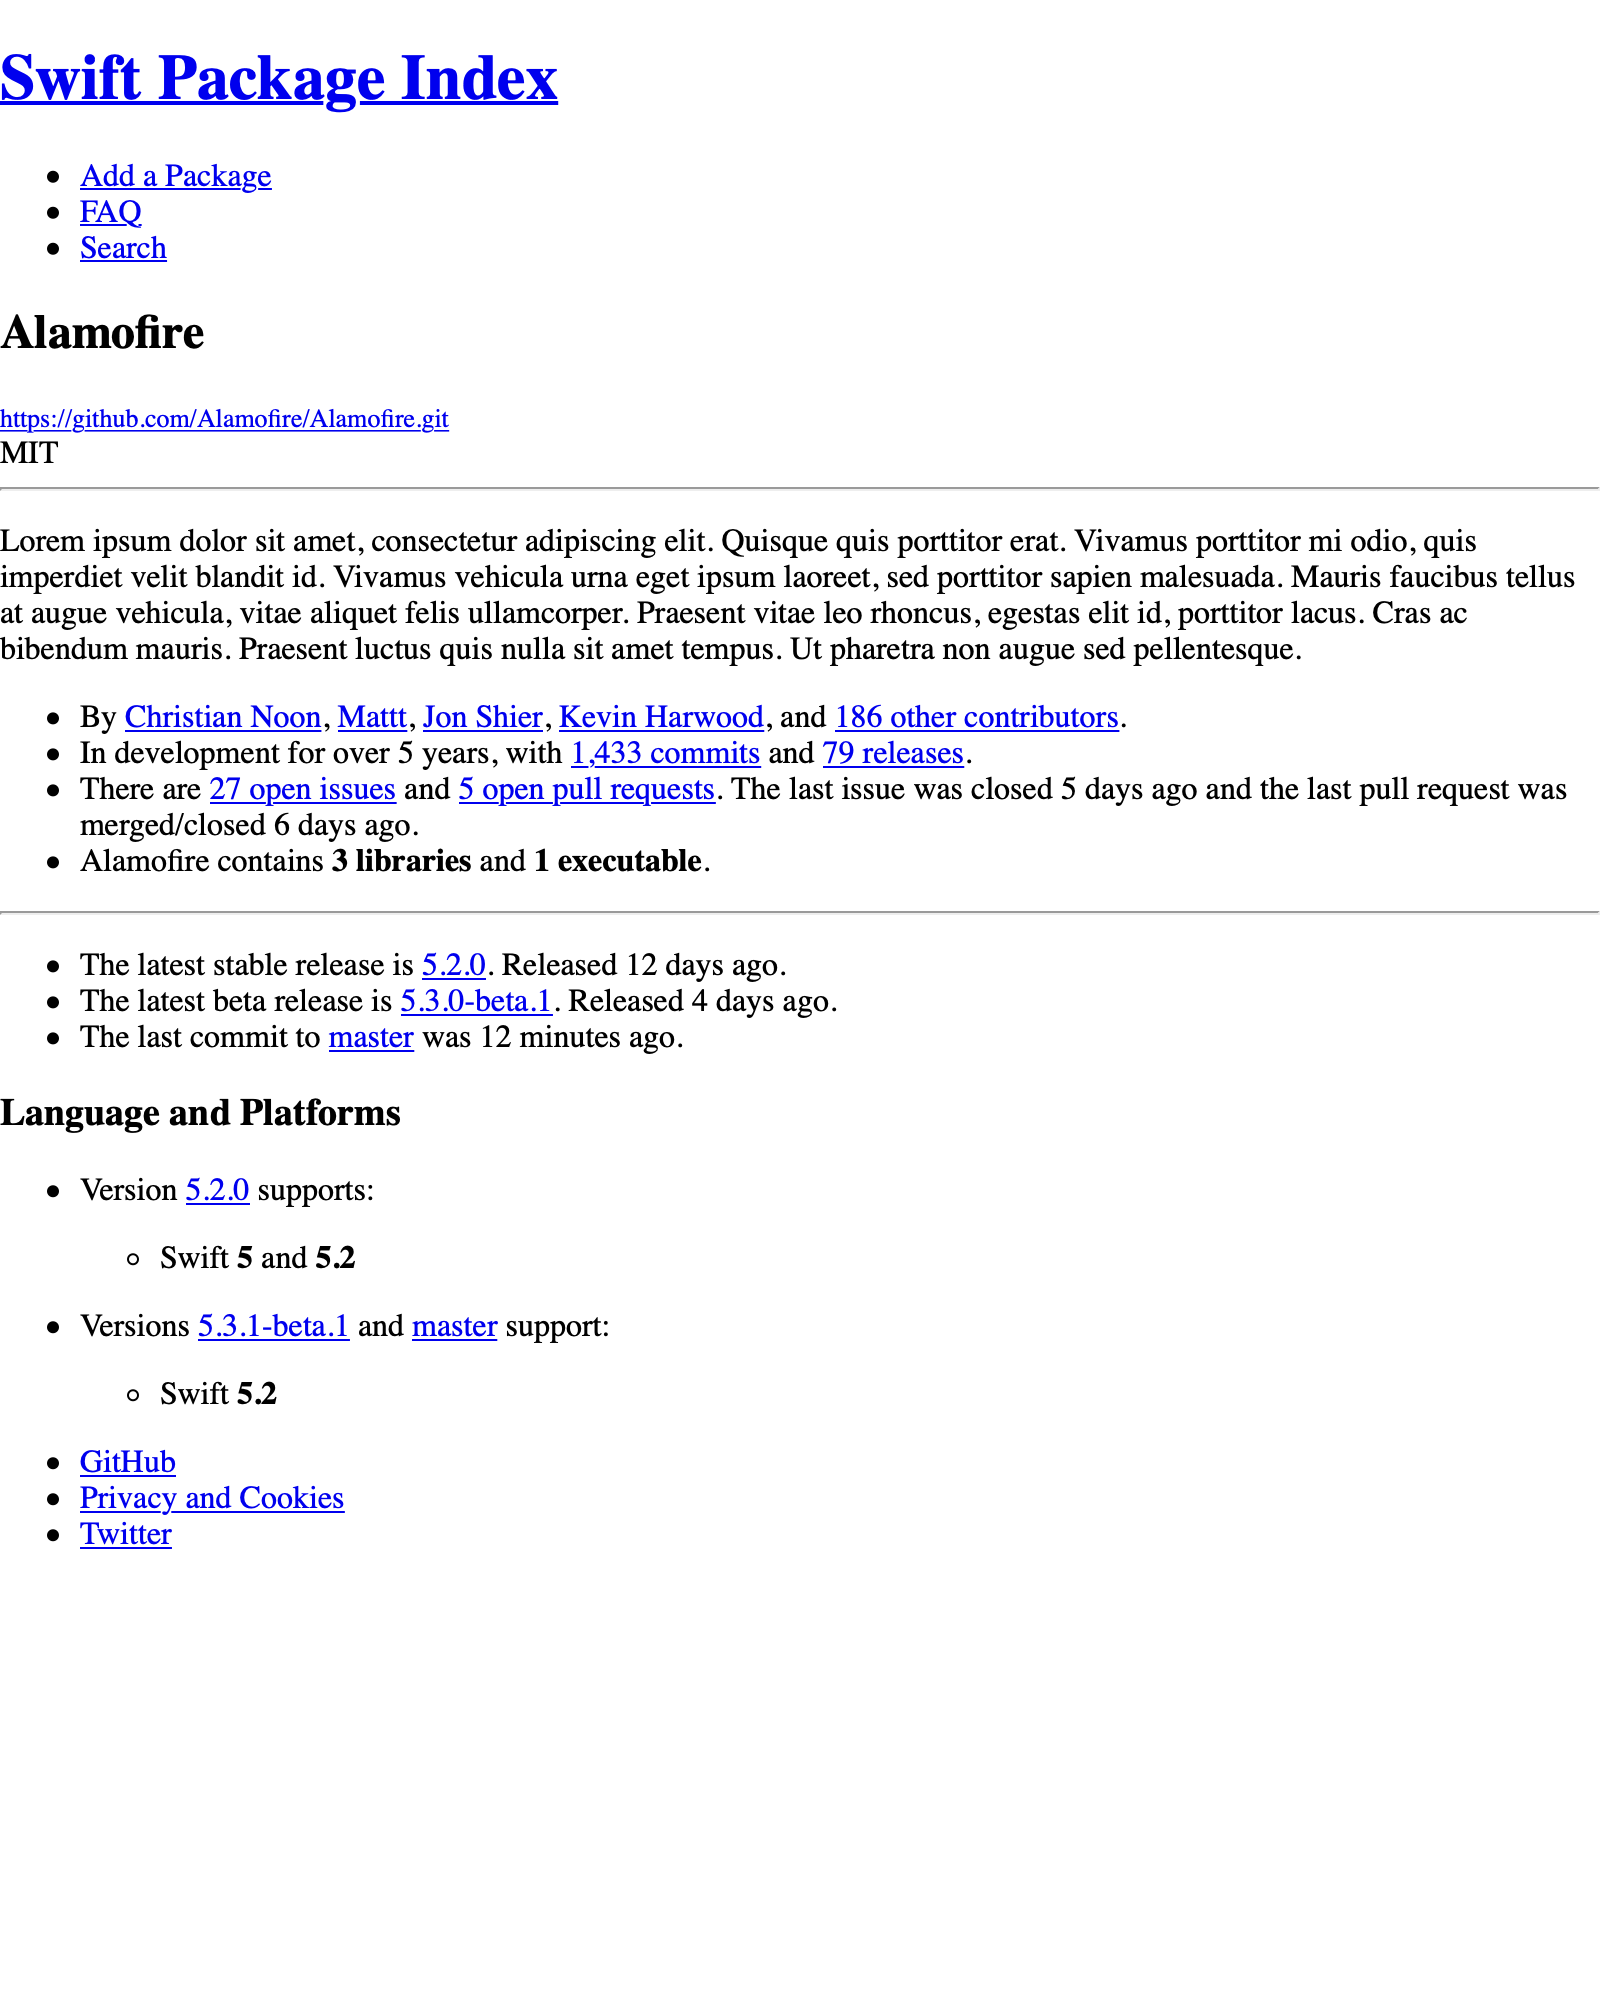 Swift Package Index
Add a Package
FAQ
Search
Alamofire
https://github.com/Alamofire/Alamofire.git
MIT
Lorem ipsum dolor sit amet, consectetur adipiscing elit. Quisque quis porttitor erat. Vivamus porttitor mi odio, quis
imperdiet velit blandit id. Vivamus vehicula urna eget ipsum laoreet, sed porttitor sapien malesuada. Mauris faucibus tellus
at augue vehicula, vitae aliquet felis ullamcorper. Praesent vitae leo rhoncus, egestas elit id, porttitor lacus. Cras ac
bibendum mauris. Praesent luctus quis nulla sit amet tempus. Ut pharetra non augue sed pellentesque.
By Christian Noon, Mattt, Jon Shier, Kevin Harwood, and 186 other contributors.
In development for over 5 years, with 1,433 commits and 79 releases.
There are 27 open issues and 5 open pull requests. The last issue was closed 5 days ago and the last pull request was
merged/closed 6 days ago.
Alamofire contains 3 libraries and 1 executable.
The latest stable release is 5.2.0. Released 12 days ago.
The latest beta release is 5.3.0-beta.1. Released 4 days ago.
The last commit to master was 12 minutes ago.
Language and Platforms
Version 5.2.0 supports:
Swift 5 and 5.2
Versions 5.3.1-beta.1 and master support:
Swift 5.2
GitHub
Privacy and Cookies
Twitter